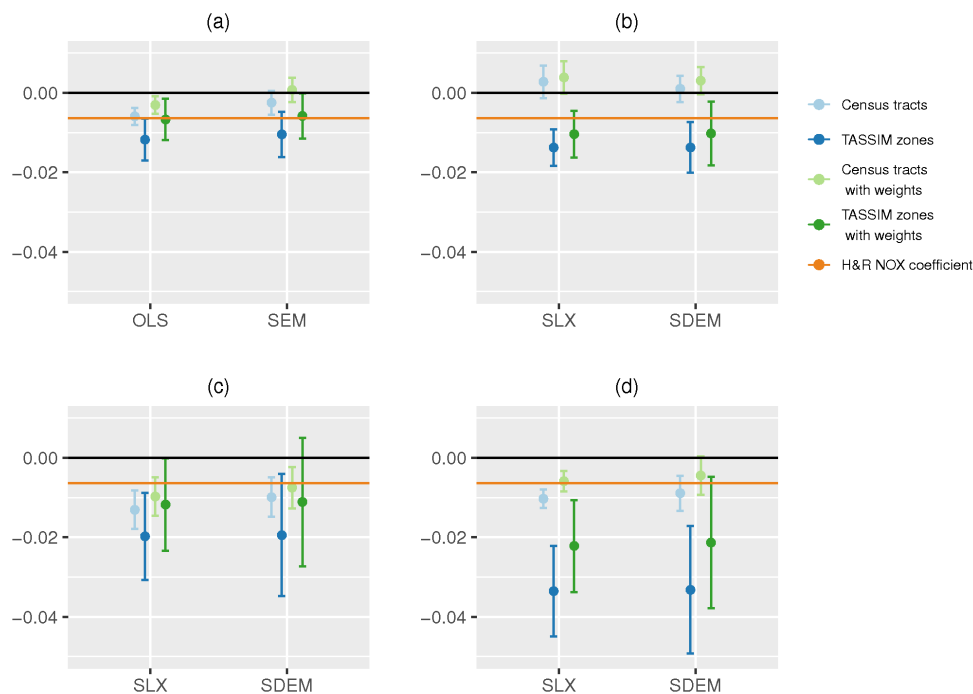 (a)
0.00
−0.02
−0.04
OLS
SEM
(b)
0.00
−0.02
−0.04
SLX
SDEM
Census tracts
TASSIM zones
Census tracts
with weights
TASSIM zones
with weights
H&R NOX coefficient
(c)
0.00
−0.02
−0.04
SLX
SDEM
(d)
0.00
−0.02
−0.04
SLX
SDEM